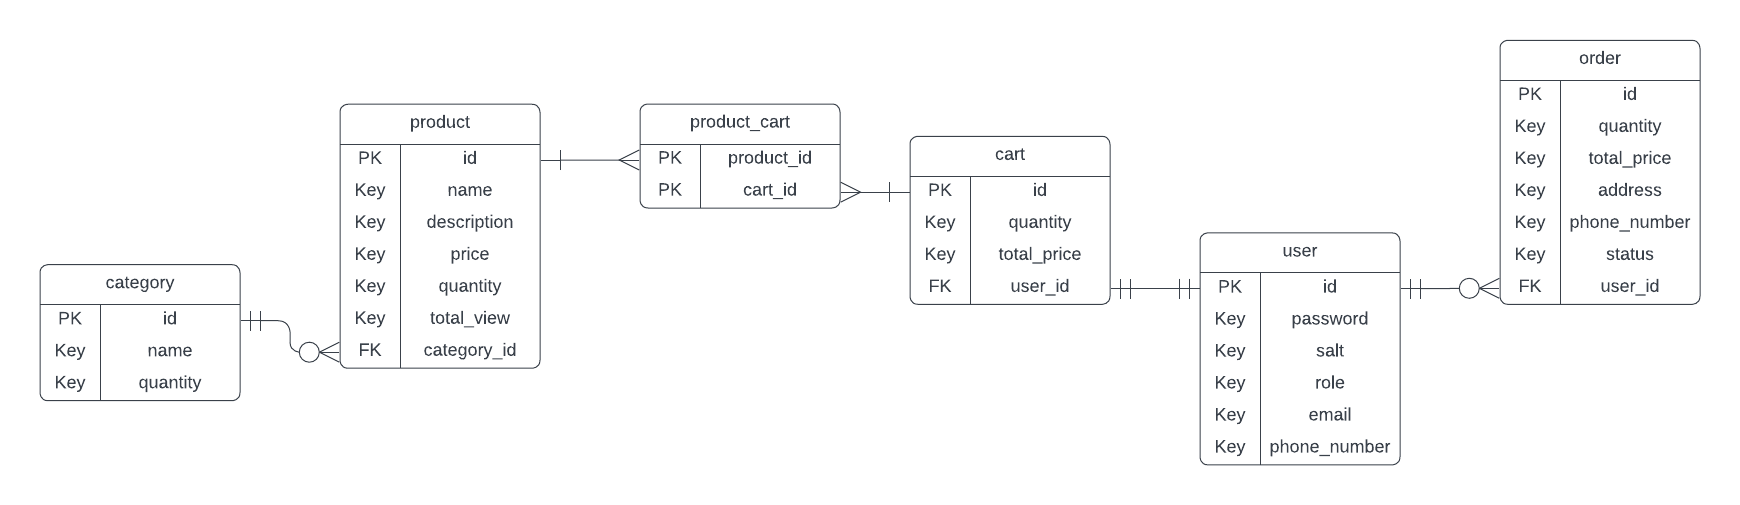 category
PK id
Key name
Key quantity
product
PK id
Key name
Key description
Key price
Key quantity
Key total_view
FK category_id
product_cart
PK product_id
PK cart_id
cart
PK id
Key quantity
Key total_price
FK user_id
user
PK id
Key password
Key salt
Key role
Key email
Key phone_number
order
PK id
Key quantity
Key total_price
Key address
Key phone_number
Key status
FK user_id